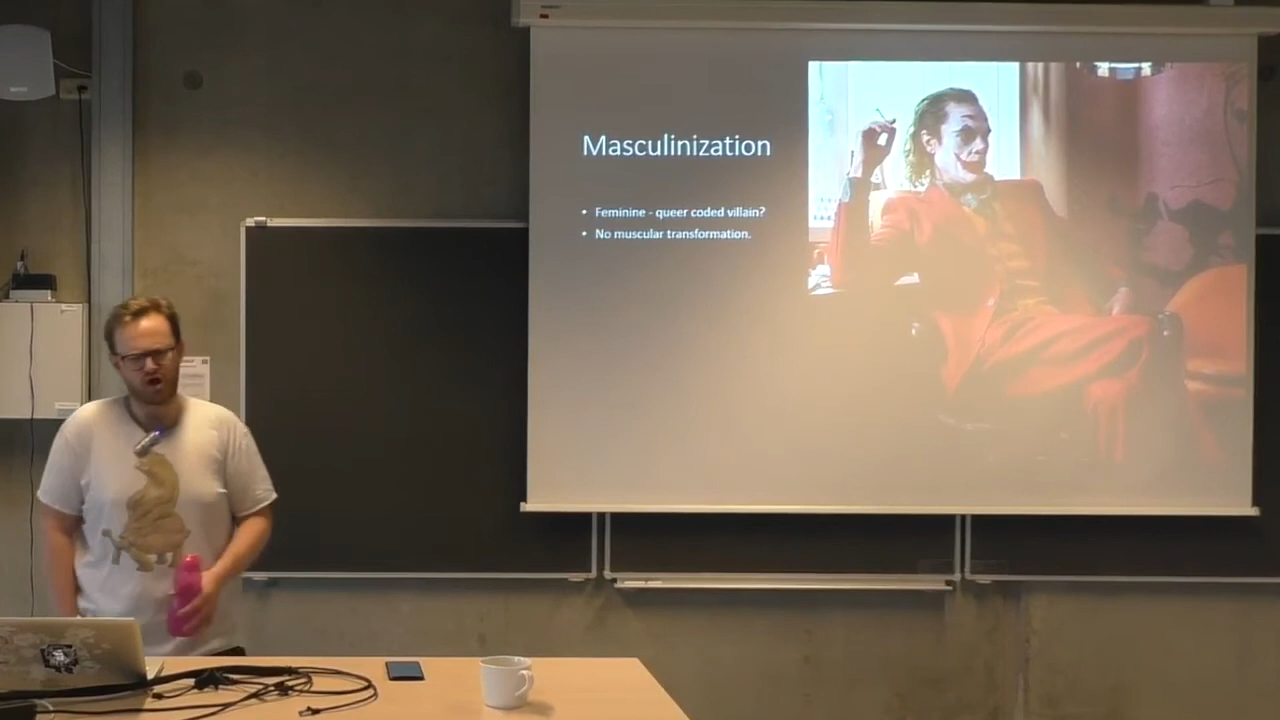 Masculinization
• Feminine - queer coded villain?
• No muscular transformation.